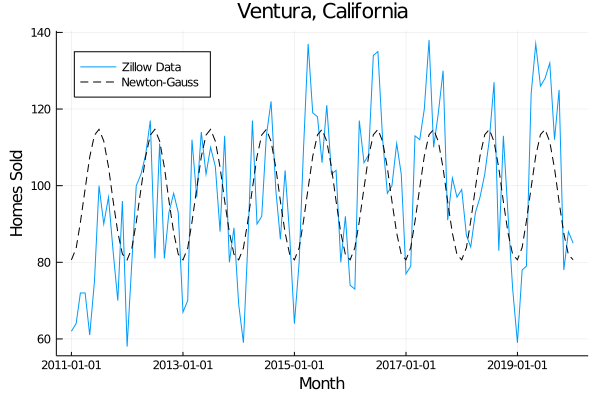 Ventura, California
140
120
100
80
60
Homes Sold
Zillow Data
Newton-Gauss
2011-01-01
2013-01-01
2015-01-01
2017-01-01
2019-01-01
Month